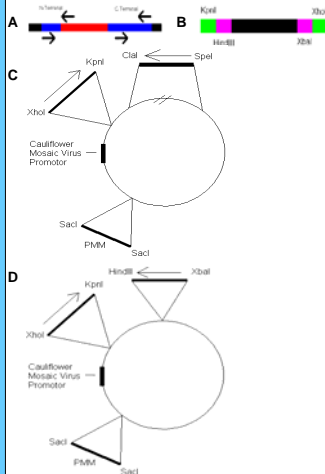 A
N-Terminal
C-Terminal
B
KpnI
XhoI
HindIII
XbaI
C
ClaI
SpeI
KpnI
XhoI
Cauliflower
Mosaic Virus
Promotor
SacI
PMM
SacI
D
HindIII
XbaI
KpnI
XhoI
Cauliflower
Mosaic Virus
Promotor
SacI
PMM
SacI